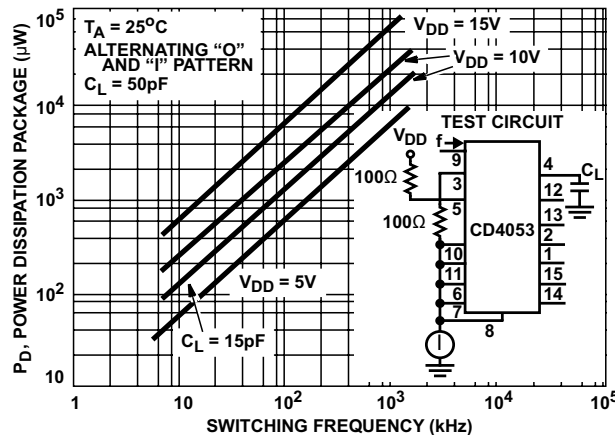 10⁵
10⁴
10³
10²
10
P_D, POWER DISSIPATION PACKAGE (µW)
T_A = 25°C
ALTERNATING “O”
AND “I” PATTERN
C_L = 50pF
V_DD = 15V
V_DD = 10V
V_DD = 5V
C_L = 15pF
TEST CIRCUIT
V_DD
f
100Ω
100Ω
9
3
5
10
11
6
7
8
CD4053
4
12
13
2
1
15
14
C_L
I
1
10
10²
10³
10⁴
10⁵
SWITCHING FREQUENCY (kHz)